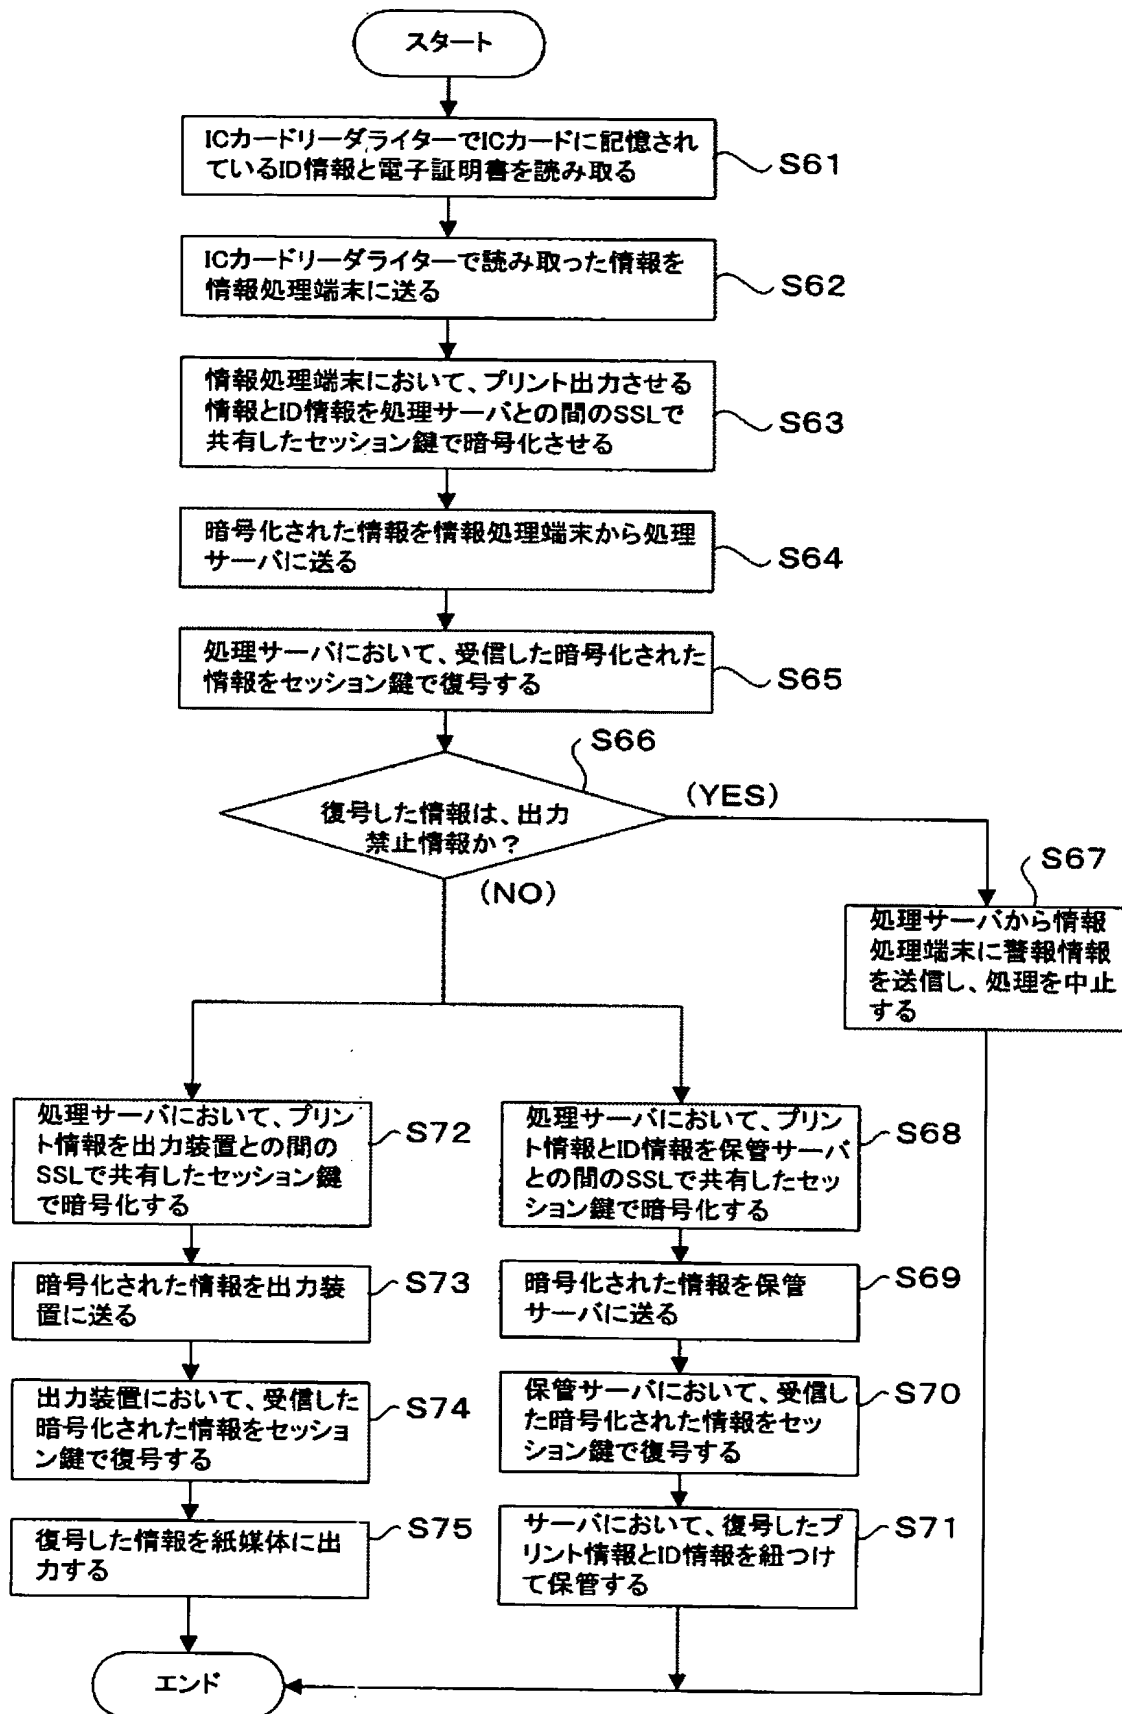 スタート
ICカードリーダライターでICカードに記憶され
ているID情報と電子証明書を読み取る
S61
ICカードリーダライターで読み取った情報を
情報処理端末に送る
S62
情報処理端末において、プリント出力させる
情報とID情報を処理サーバとの間のSSLで
共有したセッション鍵で暗号化させる
S63
暗号化された情報を情報処理端末から処理
サーバに送る
S64
処理サーバにおいて、受信した暗号化された
情報をセッション鍵で復号する
S65
S66
復号した情報は、出力
禁止情報か？
(YES)
(NO)
S67
処理サーバから情報
処理端末に警報情報
を送信し、処理を中止
する
処理サーバにおいて、プリン
ト情報を出力装置との間の
SSLで共有したセッション鍵
で暗号化する
S72
処理サーバにおいて、プリン
ト情報とID情報を保管サーバ
との間のSSLで共有したセッ
ション鍵で暗号化する
S68
暗号化された情報を出力装
置に送る
S73
暗号化された情報を保管
サーバに送る
S69
出力装置において、受信した
暗号化された情報をセッショ
ン鍵で復号する
S74
保管サーバにおいて、受信し
た暗号化された情報をセッ
ション鍵で復号する
S70
復号した情報を紙媒体に出
力する
S75
サーバにおいて、復号したプ
リント情報とID情報を紐つけ
て保管する
S71
エンド